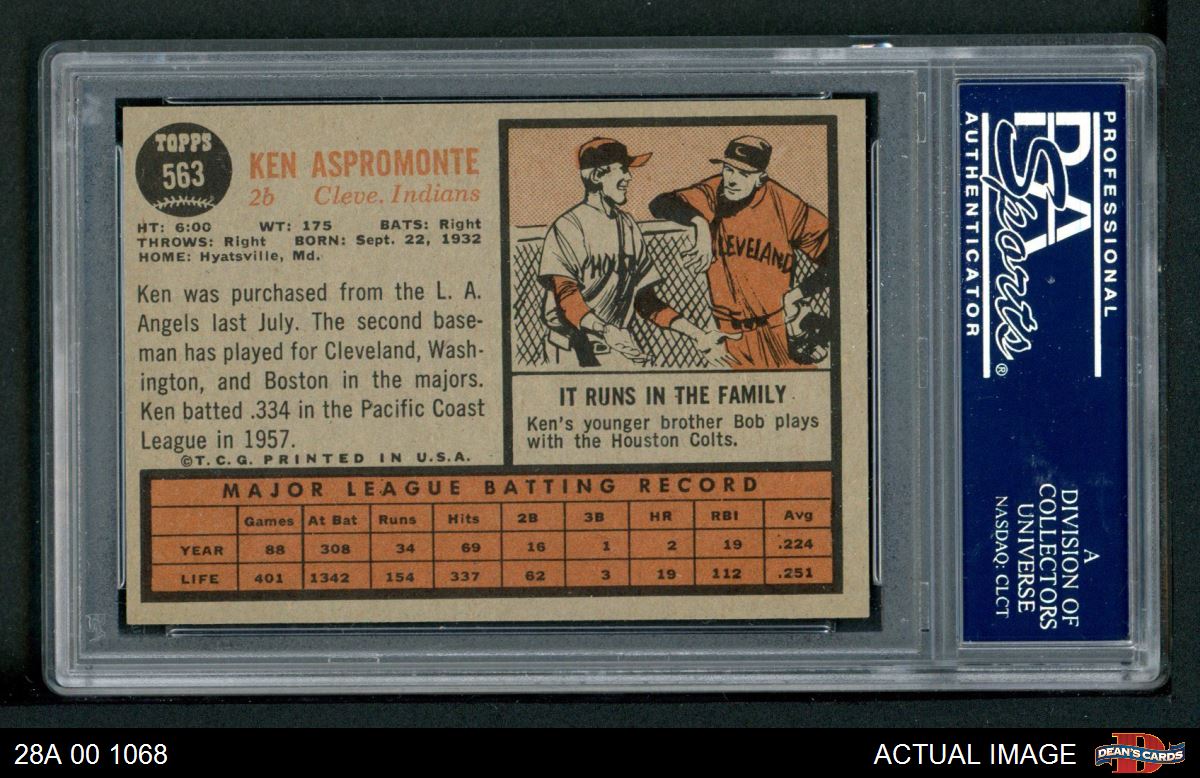 TOPPS
563
KEN ASPROMONTE
2b Cleve. Indians
HT: 6:00 WT: 175 BATS: Right
THROWS: Right BORN: Sept. 22, 1932
HOME: Hyatsville, Md.
Ken was purchased from the L. A.
Angels last July. The second base-
man has played for Cleveland, Wash-
ington, and Boston in the majors.
Ken batted .334 in the Pacific Coast
League in 1957.
©T.C.G. PRINTED IN U.S.A.
C
CLEVELAND
IT RUNS IN THE FAMILY
Ken's younger brother Bob plays
with the Houston Colts.
MAJOR LEAGUE BATTING RECORD
Games At Bat Runs Hits 2B 3B HR RBI Avg
YEAR 88 308 34 69 16 1 2 19 .224
LIFE 401 1342 154 337 62 3 19 112 .251
PROFESSIONAL
PSA
Sports®
AUTHENTICATOR
A
DIVISION OF
COLLECTORS
UNIVERSE
NASDAQ: CLCT
28A 00 1068
ACTUAL IMAGE
DEAN'S CARDS